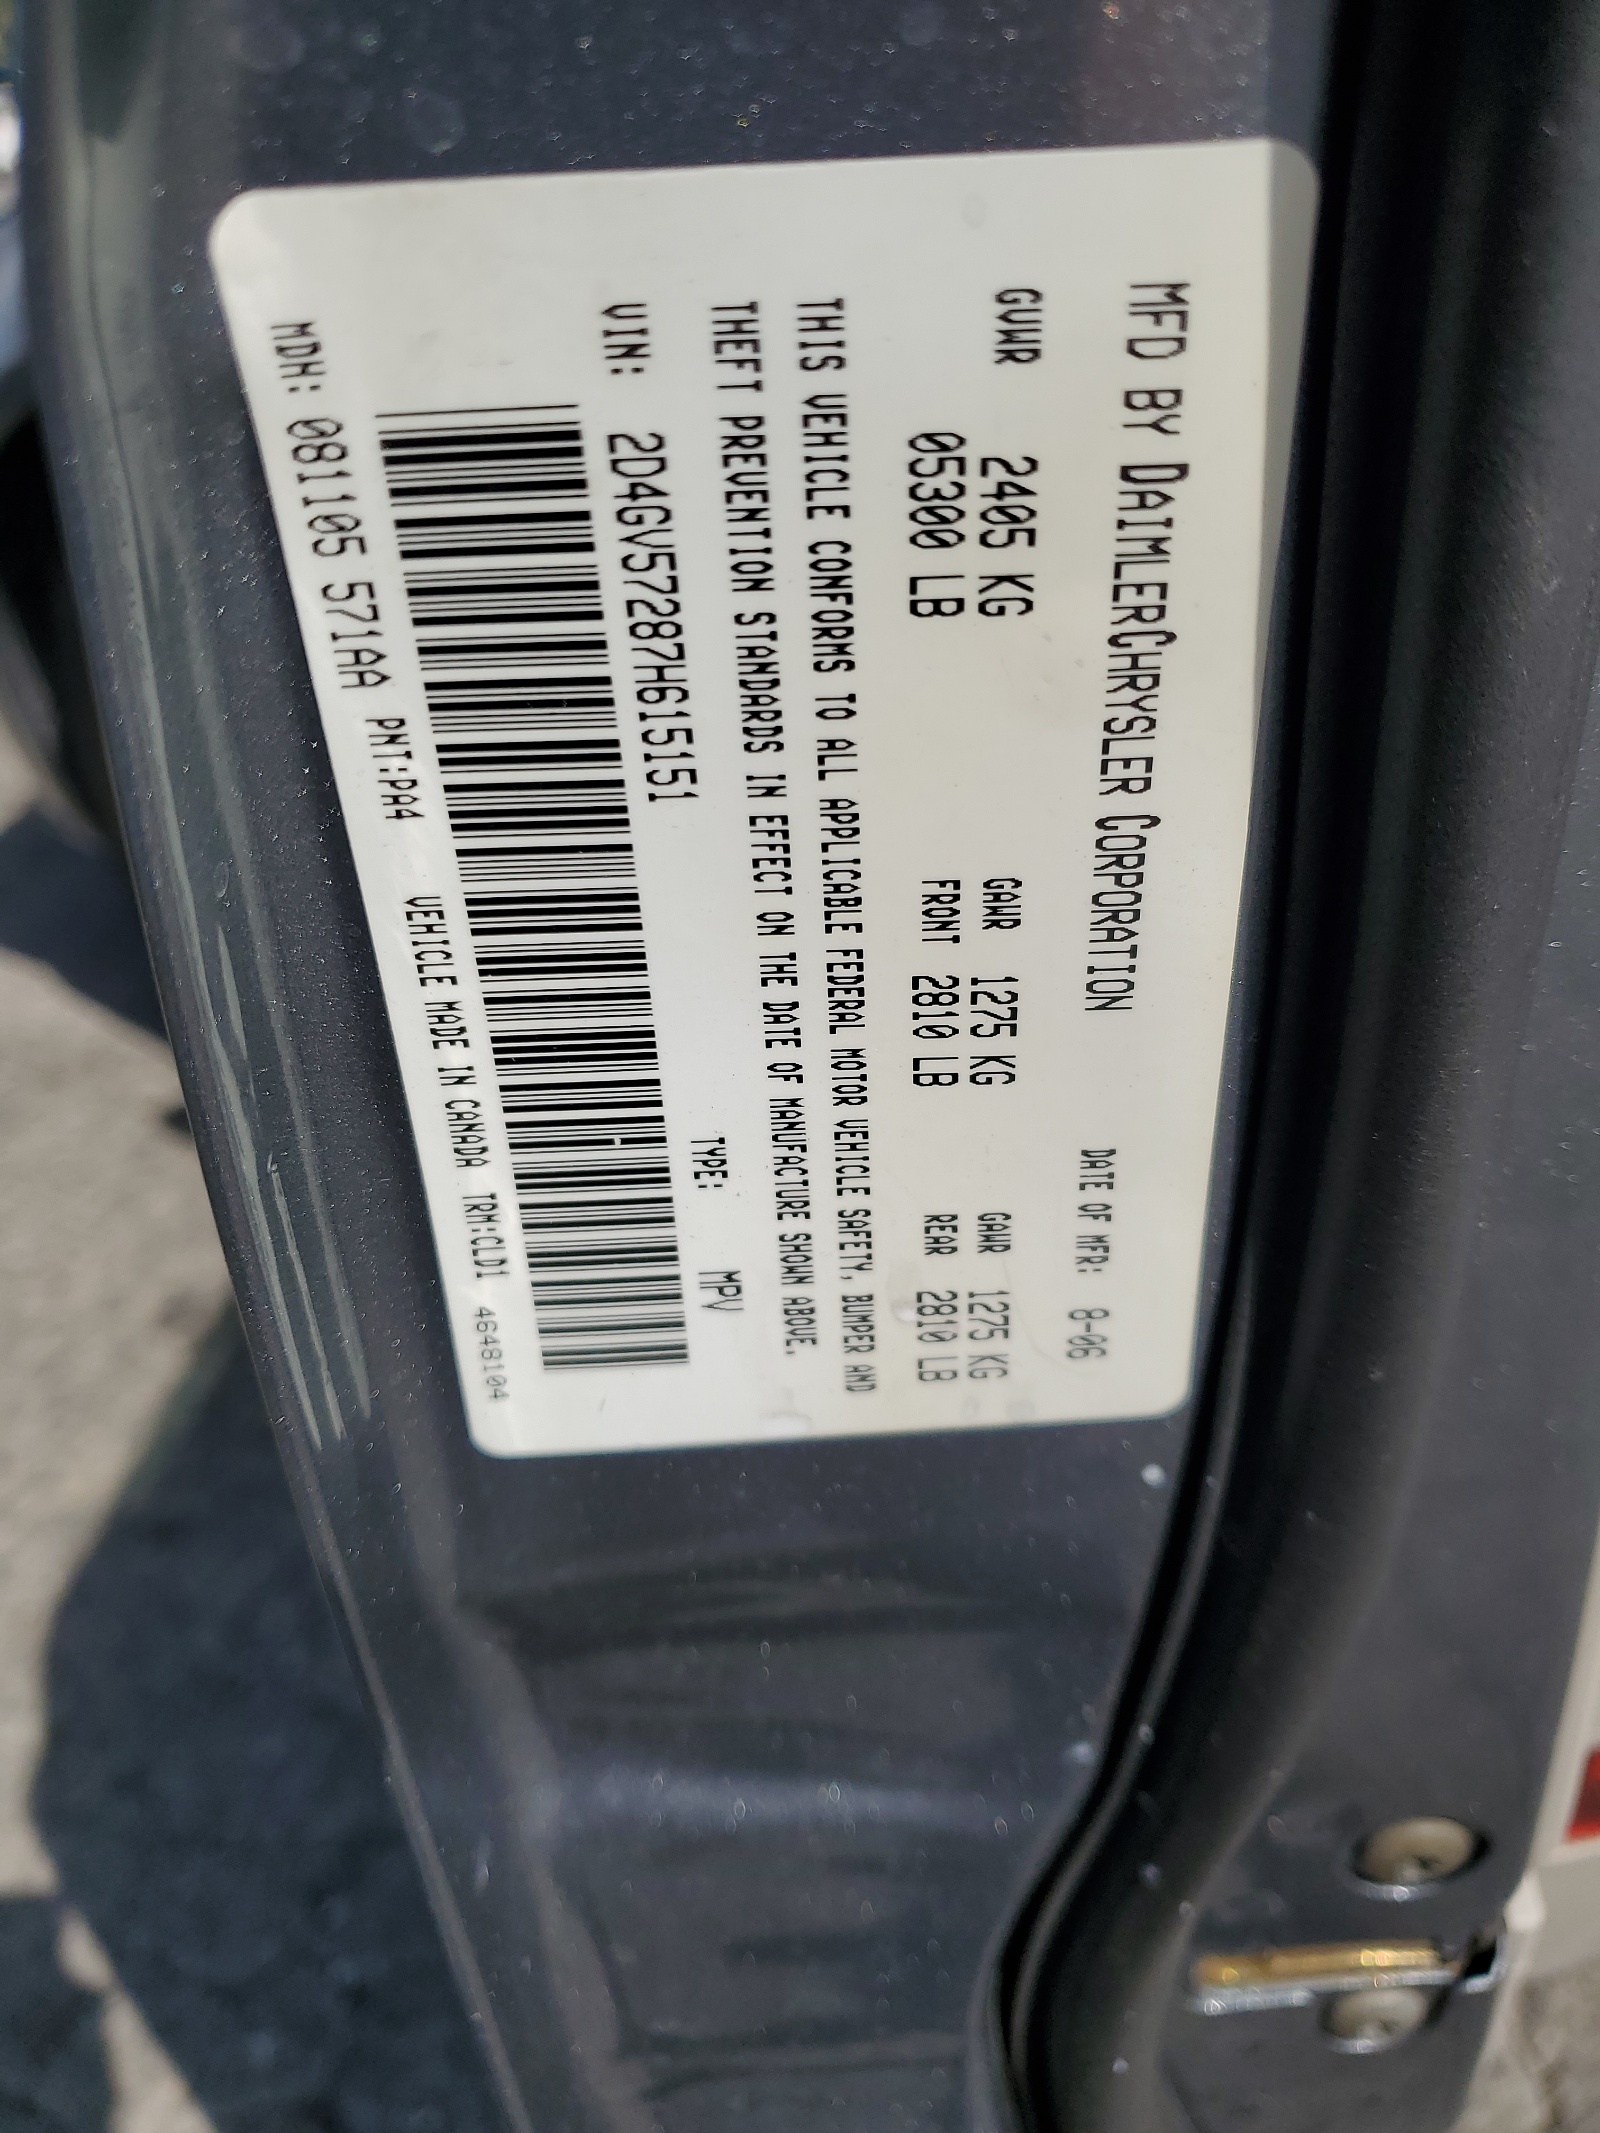 MFD BY DAIMLERCHRYSLER CORPORATION DATE OF MFR: 8-06
GVWR 2405 KG GAWR 1275 KG GAWR 1275 KG
05300 LB FRONT 2810 LB REAR 2810 LB
THIS VEHICLE CONFORMS TO ALL APPLICABLE FEDERAL MOTOR VEHICLE SAFETY, BUMPER AND
THEFT PREVENTION STANDARDS IN EFFECT ON THE DATE OF MANUFACTURE SHOWN ABOVE.
VIN: 2D4GV57287H615151 TYPE: MPV
MDH: 081105 571AA PNT:PA4 VEHICLE MADE IN CANADA TRM:CLD1 4648104